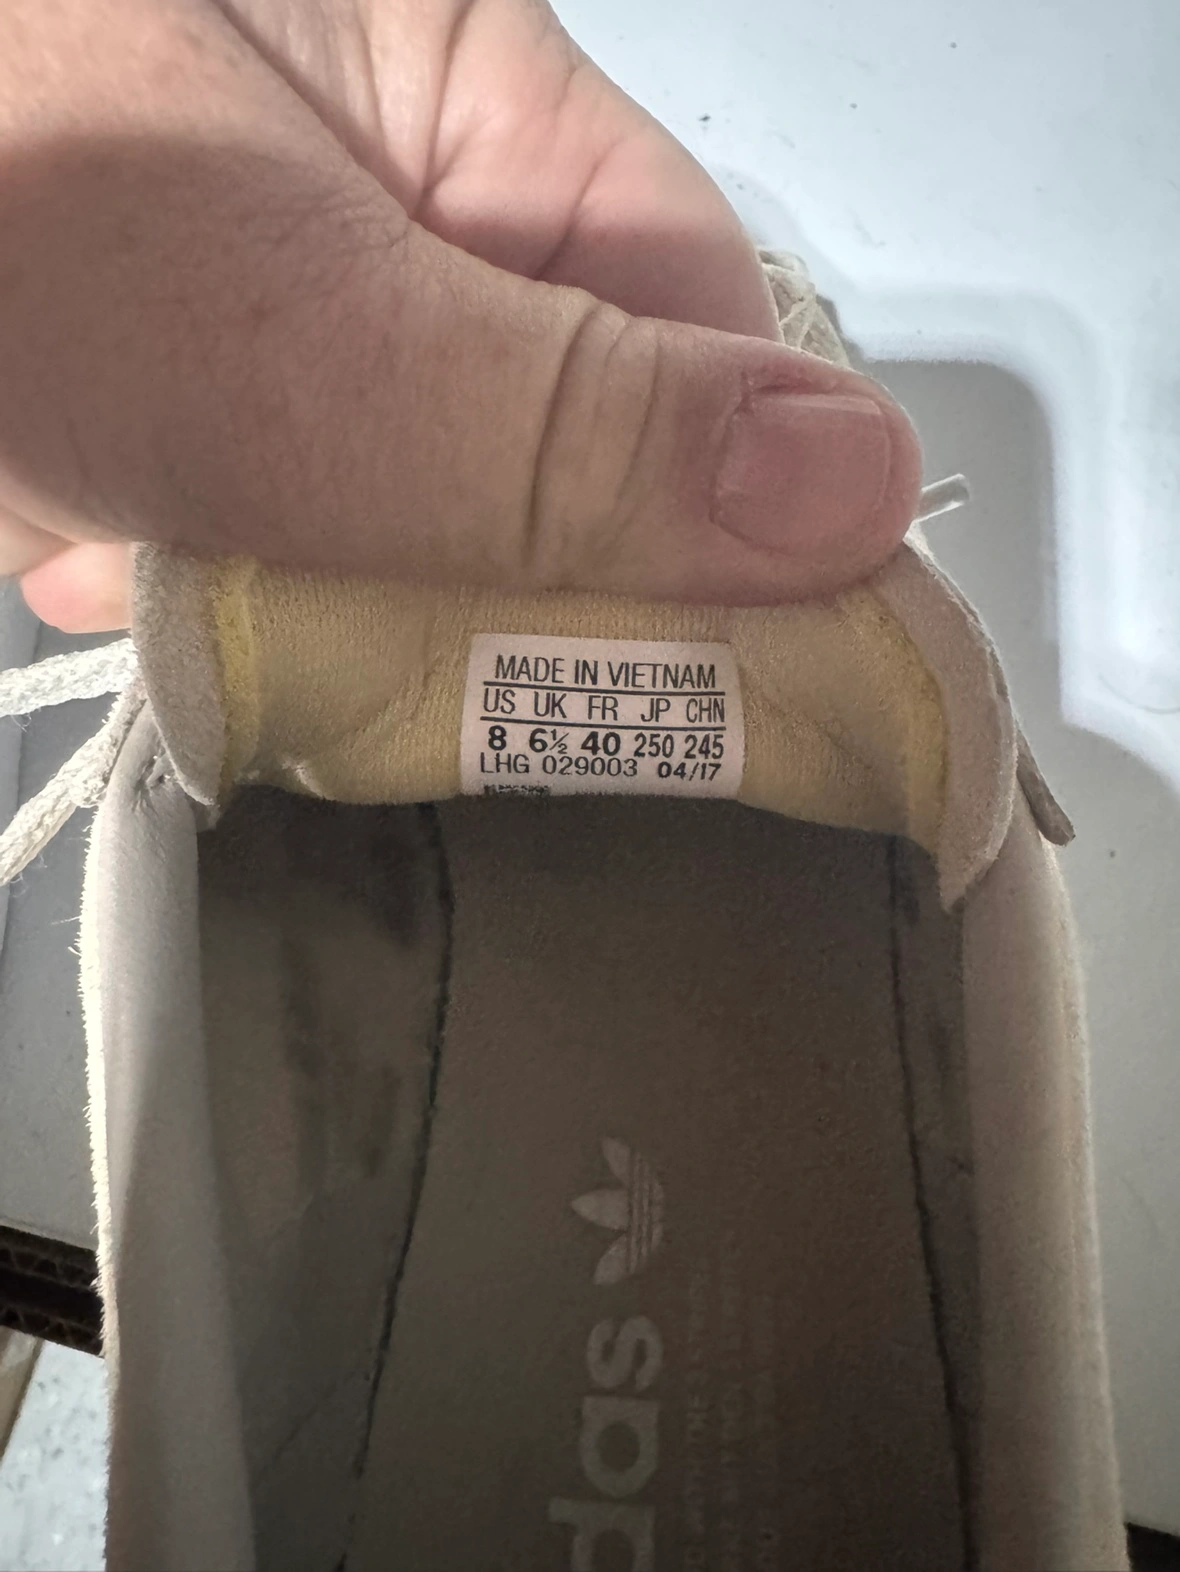 MADE IN VIETNAM
US UK FR JP CHN
8 6½ 40 250 245
LHG 029003 04/17
adidas